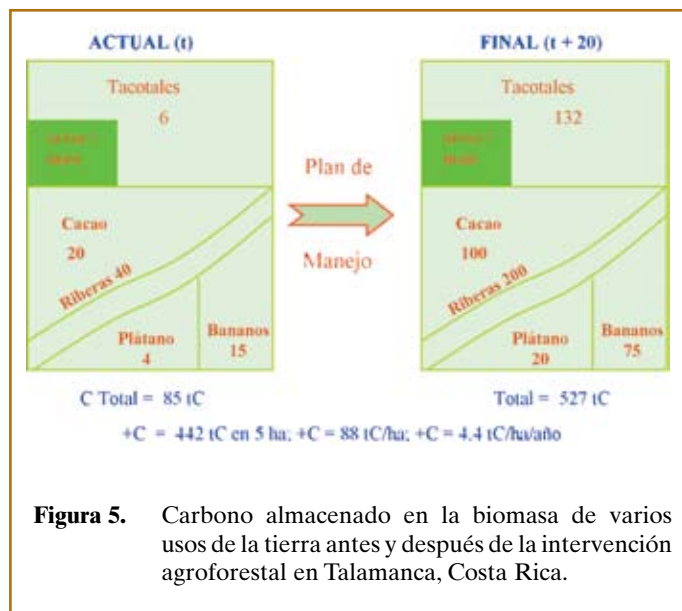 ACTUAL (t)
FINAL (t + 20)
Tacotales
6
Cacao
20
Riberas 40
Plátano
4
Bananos
15
Plan de
Manejo
Tacotales
132
Cacao
100
Riberas 200
Plátano
20
Bananos
75
C Total = 85 tC
Total = 527 tC
+C = 442 tC en 5 ha; +C = 88 tC/ha; +C = 4.4 tC/ha/año
Figura 5. Carbono almacenado en la biomasa de varios
usos de la tierra antes y después de la intervención
agroforestal en Talamanca, Costa Rica.